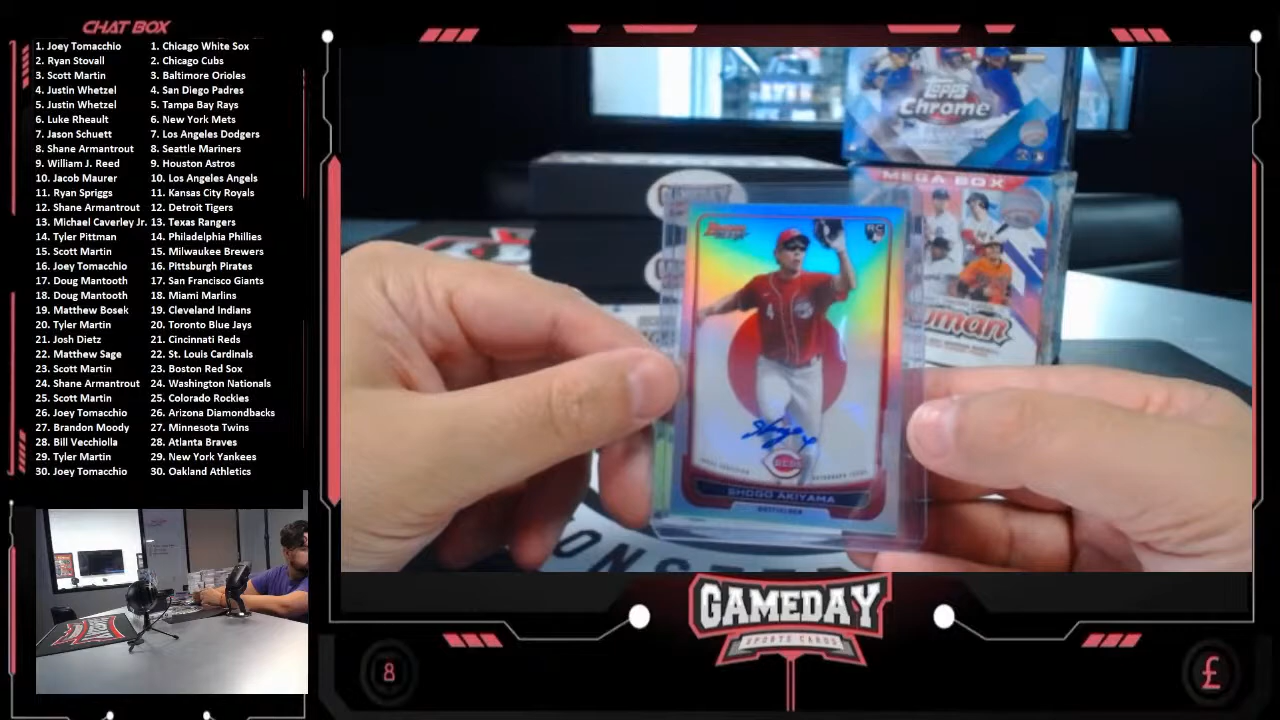 CHAT BOX
1. Joey Tomacchio 1. Chicago White Sox
2. Ryan Stovall 2. Chicago Cubs
3. Scott Martin 3. Baltimore Orioles
4. Justin Whetzel 4. San Diego Padres
5. Justin Whetzel 5. Tampa Bay Rays
6. Luke Rheault 6. New York Mets
7. Jason Schuett 7. Los Angeles Dodgers
8. Shane Armantrout 8. Seattle Mariners
9. William J. Reed 9. Houston Astros
10. Jacob Maurer 10. Los Angeles Angels
11. Ryan Spriggs 11. Kansas City Royals
12. Shane Armantrout 12. Detroit Tigers
13. Michael Caverley Jr. 13. Texas Rangers
14. Tyler Pittman 14. Philadelphia Phillies
15. Scott Martin 15. Milwaukee Brewers
16. Joey Tomacchio 16. Pittsburgh Pirates
17. Doug Mantooth 17. San Francisco Giants
18. Doug Mantooth 18. Miami Marlins
19. Matthew Bosek 19. Cleveland Indians
20. Tyler Martin 20. Toronto Blue Jays
21. Josh Dietz 21. Cincinnati Reds
22. Matthew Sage 22. St. Louis Cardinals
23. Scott Martin 23. Boston Red Sox
24. Shane Armantrout 24. Washington Nationals
25. Scott Martin 25. Colorado Rockies
26. Joey Tomacchio 26. Arizona Diamondbacks
27. Brandon Moody 27. Minnesota Twins
28. Bill Vecchiolla 28. Atlanta Braves
29. Tyler Martin 29. New York Yankees
30. Joey Tomacchio 30. Oakland Athletics
TOPPS
Chrome
MEGA BOX
GAMEDAY
RC
4
REDS
SHOGO AKIYAMA
OUTFIELDER
GAMEDAY
SPORTS CARDS
8
£